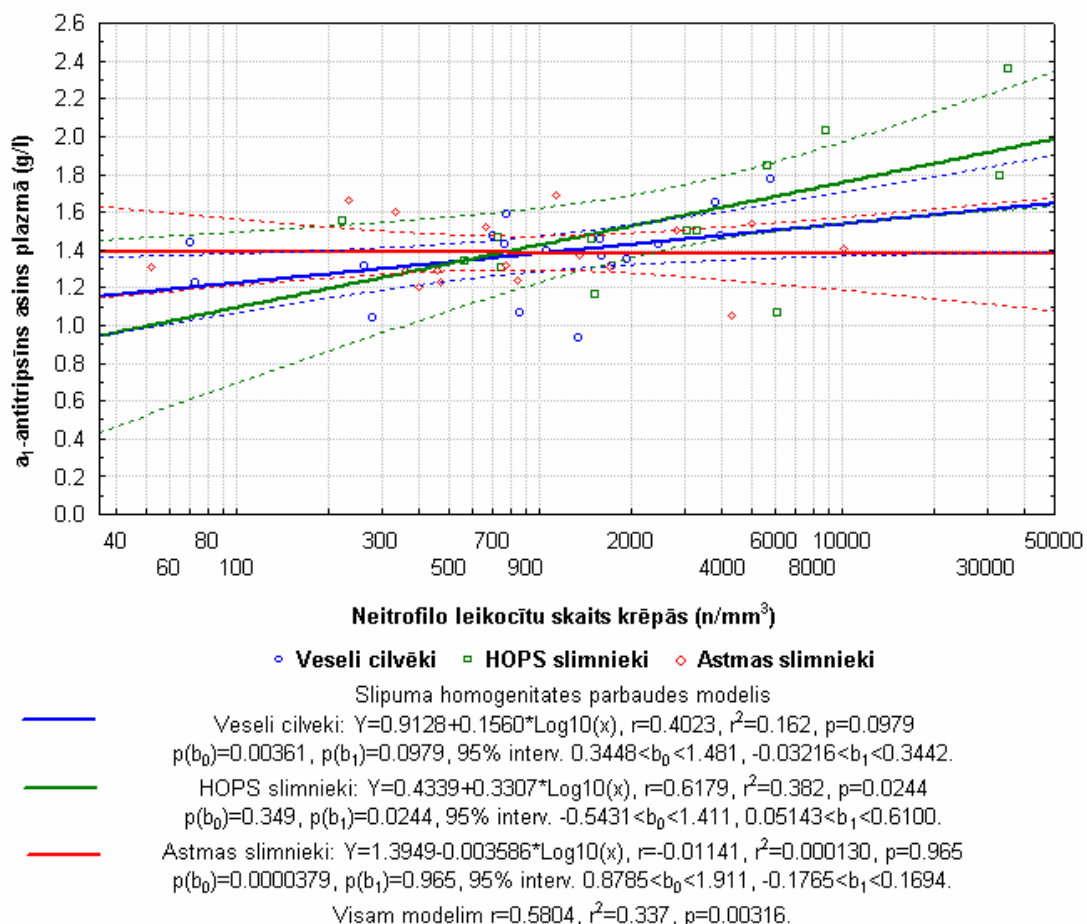 2.6
2.4
2.2
2.0
1.8
1.6
1.4
1.2
1.0
0.8
0.6
0.4
0.2
0.0
a₁-antitripsīns asins plazmā (g/l)
40 80 300 700 2000 6000 10000 50000
60 100 500 900 4000 8000 30000
Neitrofilo leikocītu skaits krēpās (n/mm³)
Veseli cilvēki HOPS slimnieki Astmas slimnieki
Slipuma homogenitates parbaudes modelis
Veseli cilveki: Y=0.9128+0.1560*Log10(x), r=0.4023, r²=0.162, p=0.0979
p(b₀)=0.00361, p(b₁)=0.0979, 95% interv. 0.3448<b₀<1.481, -0.03216<b₁<0.3442.
HOPS slimnieki: Y=0.4339+0.3307*Log10(x), r=0.6179, r²=0.382, p=0.0244
p(b₀)=0.349, p(b₁)=0.0244, 95% interv. -0.5431<b₀<1.411, 0.05143<b₁<0.6100.
Astmas slimnieki: Y=1.3949-0.003586*Log10(x), r=-0.01141, r²=0.000130, p=0.965
p(b₀)=0.0000379, p(b₁)=0.965, 95% interv. 0.8785<b₀<1.911, -0.1765<b₁<0.1694.
Visam modelim r=0.5804, r²=0.337, p=0.00316.